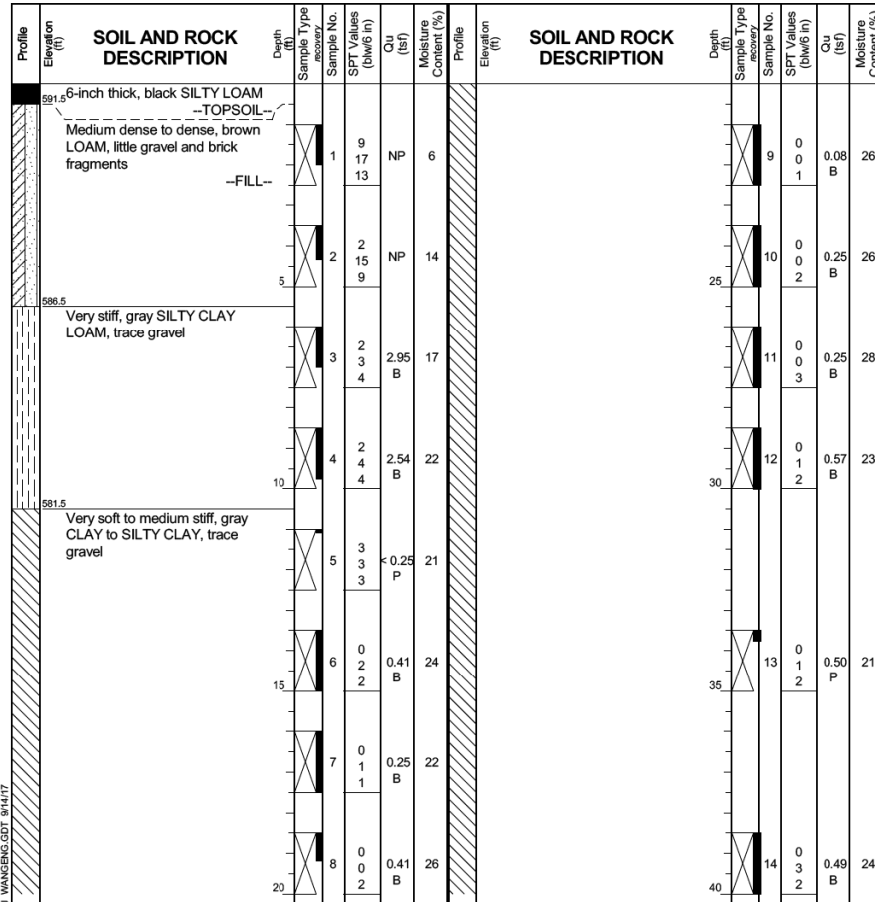 Profile
Elevation
(ft)
SOIL AND ROCK
DESCRIPTION
Depth
(ft)
Sample Type
recovery
Sample No.
SPT Values
(blw/6 in)
Qu
(tsf)
Moisture
Content (%)
591.5
6-inch thick, black SILTY LOAM
--TOPSOIL--
Medium dense to dense, brown
LOAM, little gravel and brick
fragments
--FILL--
1
9
17
13
NP
6
2
2
15
9
NP
14
5
586.5
Very stiff, gray SILTY CLAY
LOAM, trace gravel
3
2
3
4
2.95
B
17
4
2
4
4
2.54
B
22
10
581.5
Very soft to medium stiff, gray
CLAY to SILTY CLAY, trace
gravel
5
3
3
3
< 0.25
P
21
6
0
2
2
0.41
B
24
15
7
0
1
1
0.25
B
22
8
0
0
2
0.41
B
26
20
WANGENG.GDT 9/14/17
Profile
Elevation
(ft)
SOIL AND ROCK
DESCRIPTION
Depth
(ft)
Sample Type
recovery
Sample No.
SPT Values
(blw/6 in)
Qu
(tsf)
Moisture
Content (%)
9
0
0
1
0.08
B
26
10
0
0
2
0.25
B
26
25
11
0
0
3
0.25
B
28
12
0
1
2
0.57
B
23
30
13
0
1
2
0.50
P
21
35
14
0
3
2
0.49
B
24
40